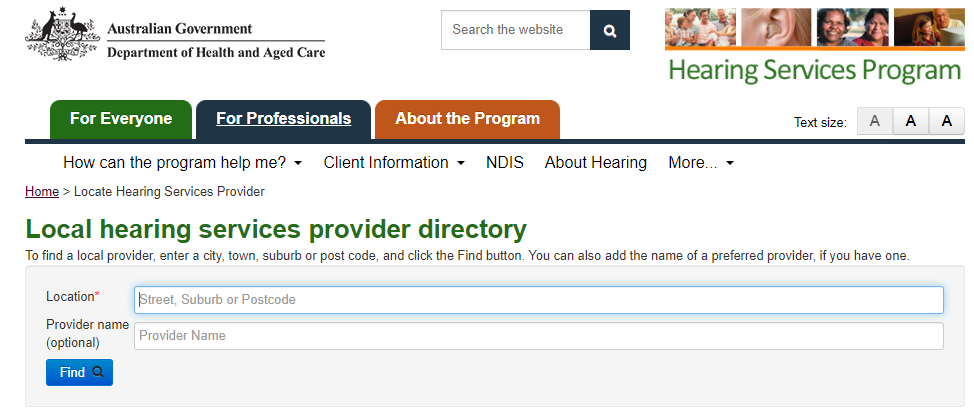 Australian Government
Department of Health and Aged Care
Search the website
Hearing Services Program
For Everyone
For Professionals
About the Program
Text size: A A A
How can the program help me?
Client Information
NDIS
About Hearing
More...
Home > Locate Hearing Services Provider
Local hearing services provider directory
To find a local provider, enter a city, town, suburb or post code, and click the Find button. You can also add the name of a preferred provider, if you have one.
Location*
Street, Suburb or Postcode
Provider name
(optional)
Provider Name
Find